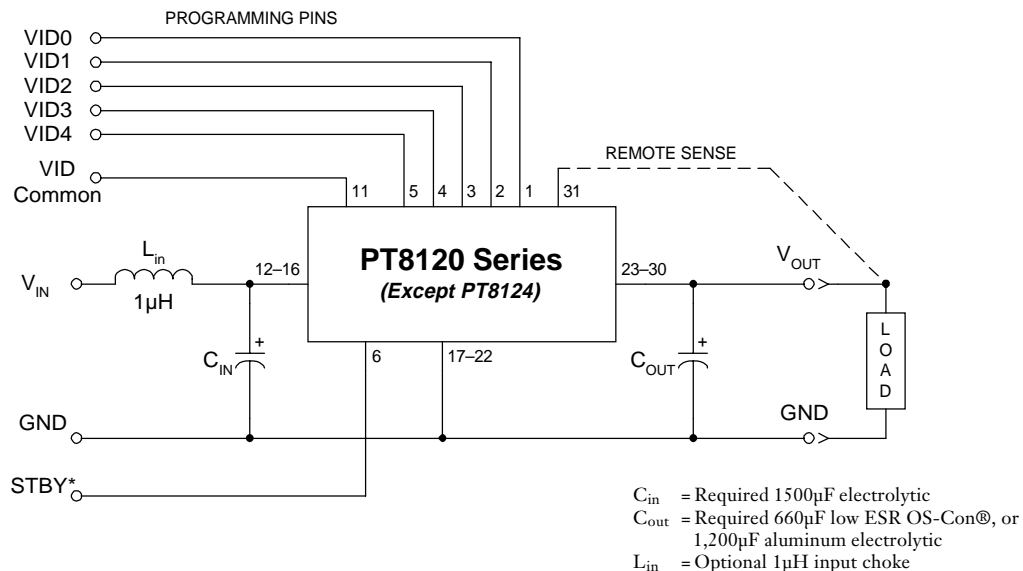 PROGRAMMING PINS
VID0
VID1
VID2
VID3
VID4
VID
Common
REMOTE SENSE
11
5
4
3
2
1
31
PT8120 Series
(Except PT8124)
Lin
1µH
VIN
12–16
23–30
VOUT
CIN
+
6
17–22
COUT
+
L
O
A
D
GND
GND
STBY*
Cin = Required 1500µF electrolytic
Cout = Required 660µF low ESR OS-Con®, or
1,200µF aluminum electrolytic
Lin = Optional 1µH input choke